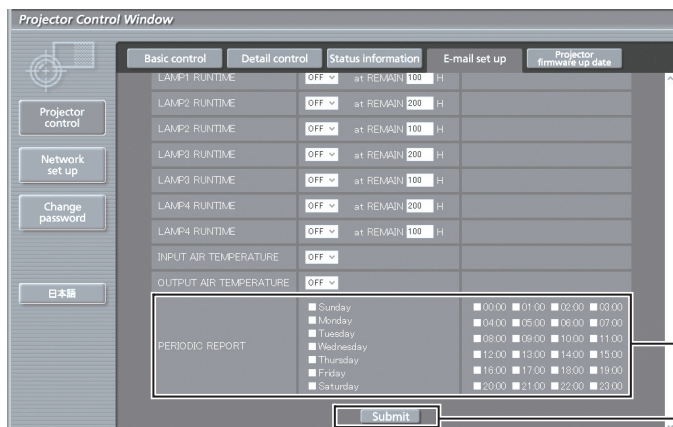 Projector Control Window
Basic control
Detail control
Status information
E-mail set up
Projector
firmware up date
Projector
control
Network
set up
Change
password
日本語
LAMP1 RUNTIME OFF at REMAIN 100 H
LAMP2 RUNTIME OFF at REMAIN 200 H
LAMP2 RUNTIME OFF at REMAIN 100 H
LAMP3 RUNTIME OFF at REMAIN 200 H
LAMP3 RUNTIME OFF at REMAIN 100 H
LAMP4 RUNTIME OFF at REMAIN 200 H
LAMP4 RUNTIME OFF at REMAIN 100 H
INPUT AIR TEMPERATURE OFF
OUTPUT AIR TEMPERATURE OFF
PERIODIC REPORT
Sunday
Monday
Tuesday
Wednesday
Thursday
Friday
Saturday
00:00 01:00 02:00 03:00
04:00 05:00 06:00 07:00
08:00 09:00 10:00 11:00
12:00 13:00 14:00 15:00
16:00 17:00 18:00 19:00
20:00 21:00 22:00 23:00
Submit